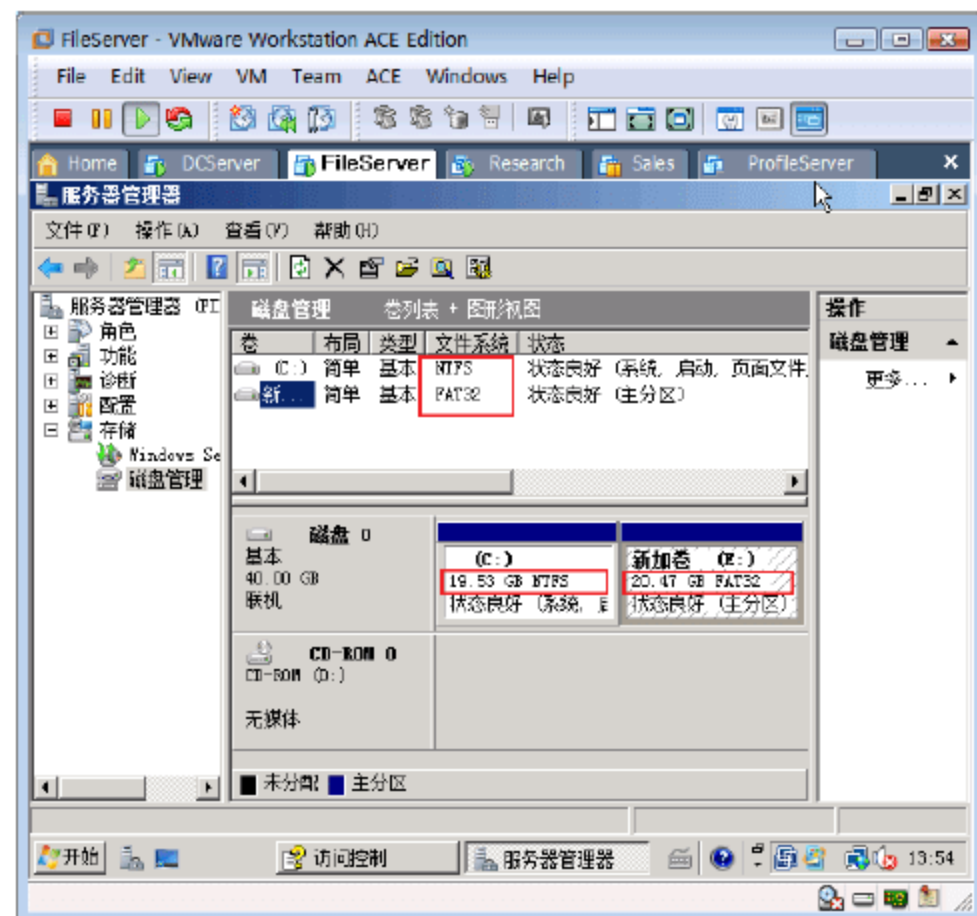 FileServer - VMware Workstation ACE Edition
File Edit View VM Team ACE Windows Help
Home DCServer FileServer Research Sales ProfileServer
服务器管理器
文件(F) 操作(A) 查看(V) 帮助(H)
服务器管理器
角色
功能
诊断
配置
存储
Windows Se
磁盘管理
磁盘管理 卷列表 + 图形视图
卷 布局 类型 文件系统 状态
(C:) 简单 基本 NTFS 状态良好 (系统, 启动, 页面文件,
新... 简单 基本 FAT32 状态良好 (主分区)
磁盘 0
基本
40.00 GB
联机
(C:)
19.53 GB NTFS
状态良好 (系统,
新加卷 (E:)
20.47 GB FAT32
状态良好 (主分区)
CD-ROM 0
CD-ROM (D:)
无媒体
未分配 主分区
操作
磁盘管理
更多...
开始 访问控制 服务器管理器 13:54